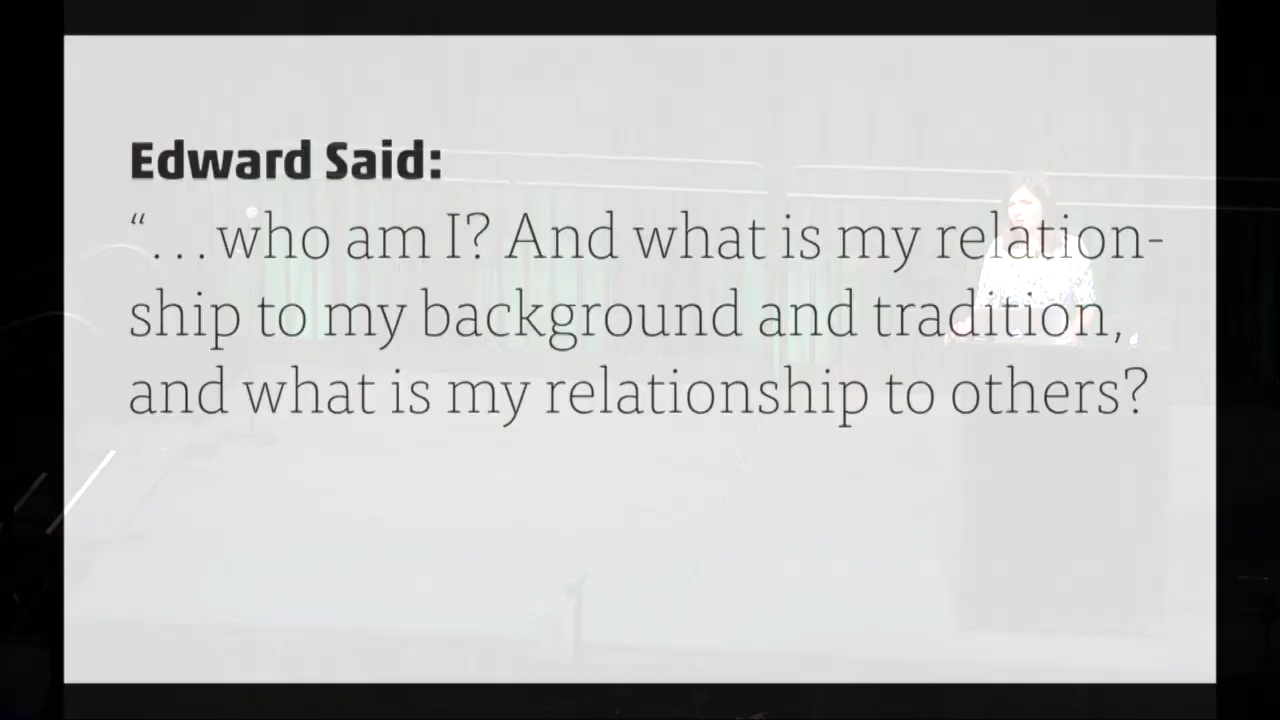 Edward Said:
“...who am I? And what is my relation-
ship to my background and tradition,
and what is my relationship to others?